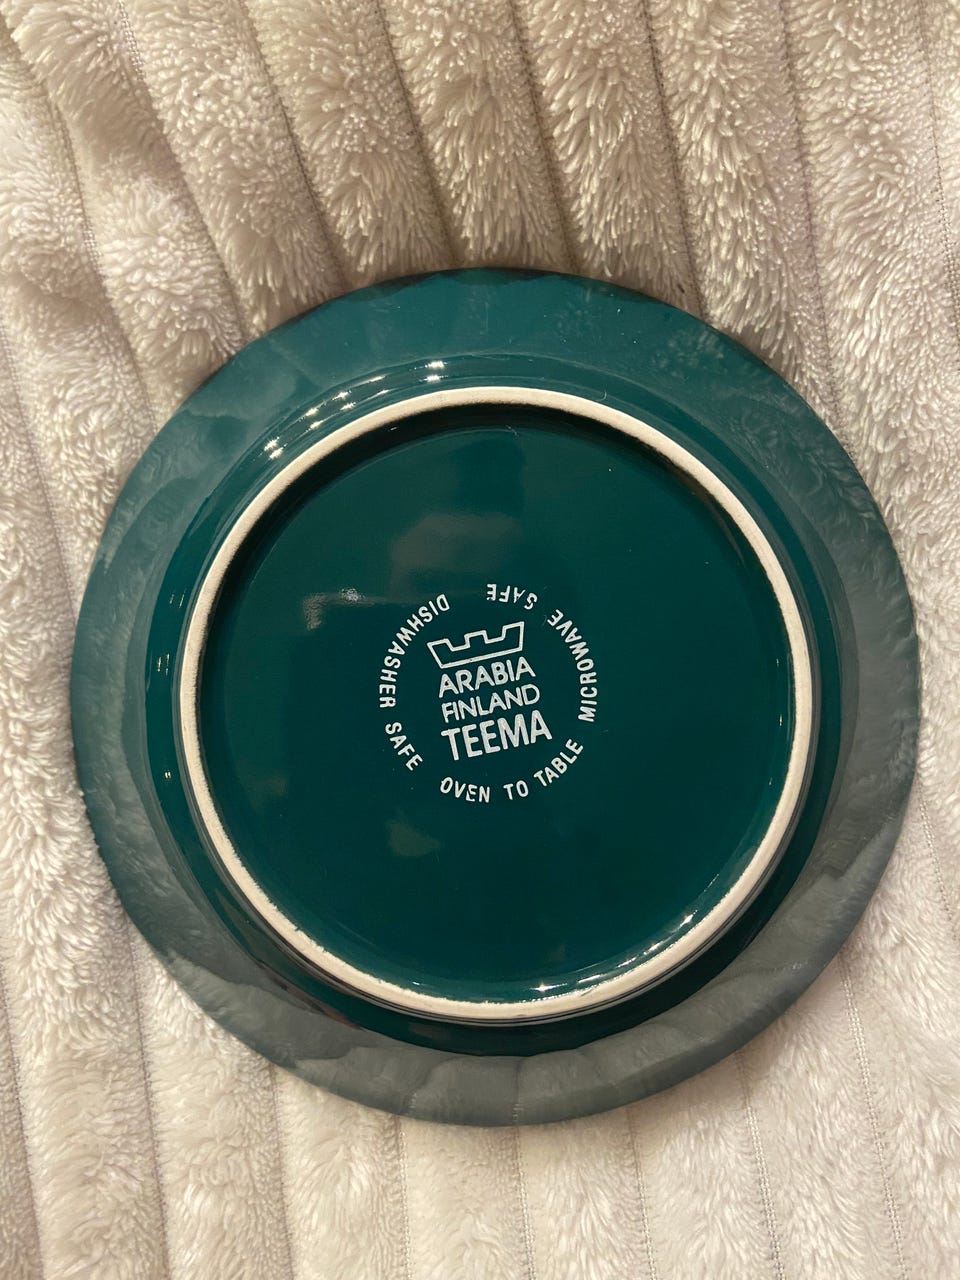 ARABIA
FINLAND
TEEMA
DISHWASHER SAFE
OVEN TO TABLE
MICROWAVE SAFE